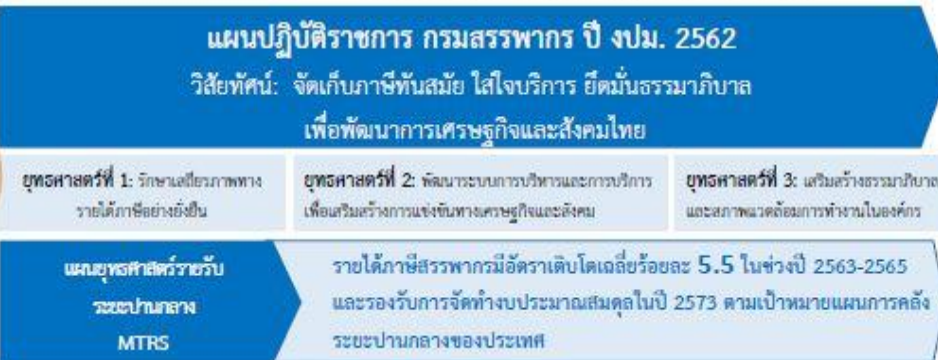 แผนปฏิบัติราชการ กรมสรรพากร ปี งปม. 2562
วิสัยทัศน์: จัดเก็บภาษีทันสมัย ใส่ใจบริการ ยึดมั่นธรรมาภิบาล
เพื่อพัฒนาการเศรษฐกิจและสังคมไทย
ยุทธศาสตร์ที่ 1: รักษาเสถียรภาพทาง
รายได้ภาษีอย่างยั่งยืน
ยุทธศาสตร์ที่ 2: พัฒนาระบบการบริหารและการบริการ
เพื่อเสริมสร้างการแข่งขันทางเศรษฐกิจและสังคม
ยุทธศาสตร์ที่ 3: เสริมสร้างธรรมาภิบาล
และสภาพแวดล้อมการทำงานในองค์กร
แผนยุทธศาสตร์รายรับ
ระยะปานกลาง
MTRS
รายได้ภาษีสรรพากรมีอัตราเติบโตเฉลี่ยร้อยละ 5.5 ในช่วงปี 2563-2565
และรองรับการจัดทำงบประมาณสมดุลในปี 2573 ตามเป้าหมายแผนการคลัง
ระยะปานกลางของประเทศ